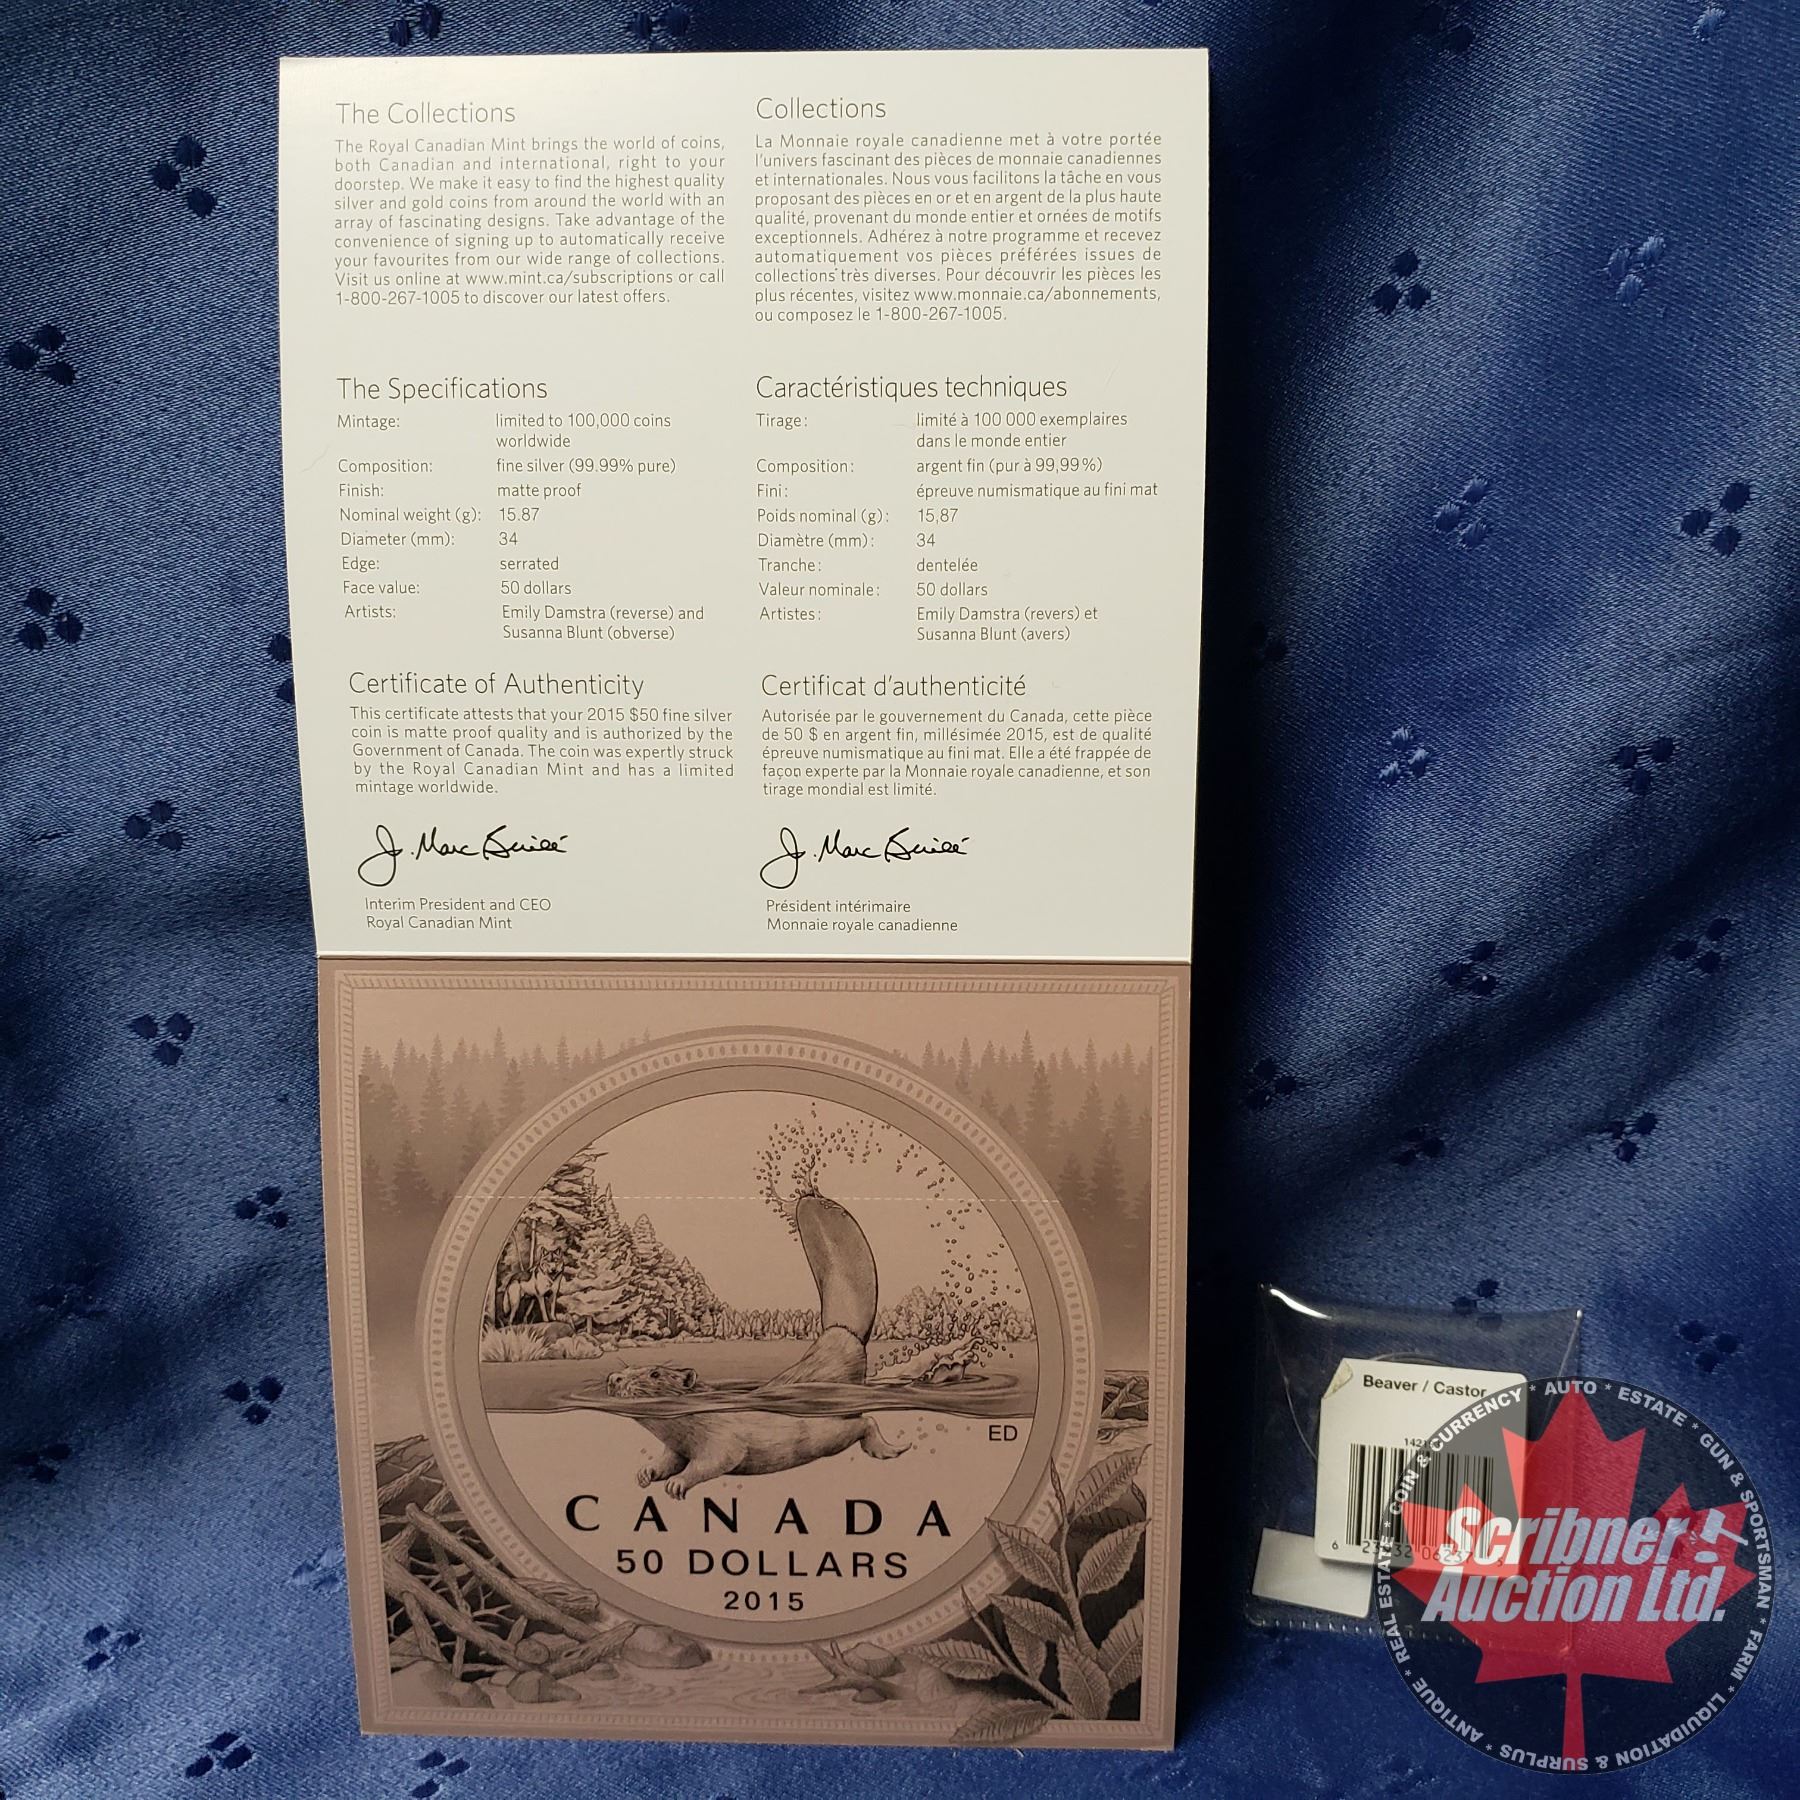 The Collections
The Royal Canadian Mint brings the world of coins,
both Canadian and international, right to your
doorstep. We make it easy to find the highest quality
silver and gold coins from around the world with an
array of fascinating designs. Take advantage of the
convenience of signing up to automatically receive
your favourites from our wide range of collections.
Visit us online at www.mint.ca/subscriptions or call
1-800-267-1005 to discover our latest offers.
Collections
La Monnaie royale canadienne met à votre portée
l'univers fascinant des pièces de monnaie canadiennes
et internationales. Nous vous facilitons la tâche en vous
proposant des pièces en or et en argent de la plus haute
qualité, provenant du monde entier et ornées de motifs
exceptionnels. Adhérez à notre programme et recevez
automatiquement vos pièces préférées issues de
collections très diverses. Pour découvrir les pièces les
plus récentes, visitez www.monnaie.ca/abonnements,
ou composez le 1-800-267-1005.
The Specifications
Mintage: limited to 100,000 coins
worldwide
Composition: fine silver (99.99% pure)
Finish: matte proof
Nominal weight (g): 15.87
Diameter (mm): 34
Edge: serrated
Face value: 50 dollars
Artists: Emily Damstra (reverse) and
Susanna Blunt (obverse)
Caractéristiques techniques
Tirage: limité à 100 000 exemplaires
dans le monde entier
Composition: argent fin (pur à 99,99%)
Fini: épreuve numismatique au fini mat
Poids nominal (g): 15,87
Diamètre (mm): 34
Tranche: dentelée
Valeur nominale: 50 dollars
Artistes: Emily Damstra (revers) et
Susanna Blunt (avers)
Certificate of Authenticity
This certificate attests that your 2015 $50 fine silver
coin is matte proof quality and is authorized by the
Government of Canada. The coin was expertly struck
by the Royal Canadian Mint and has a limited
mintage worldwide.
J. Marc
Interim President and CEO
Royal Canadian Mint
Certificat d'authenticité
Autorisée par le gouvernement du Canada, cette pièce
de 50 $ en argent fin, millésimée 2015, est de qualité
épreuve numismatique au fini mat. Elle a été frappée de
façon experte par la Monnaie royale canadienne, et son
tirage mondial est limité.
J. Marc
Président intérimaire
Monnaie royale canadienne
ED
CANADA
50 DOLLARS
2015
Beaver / Castor
Scribner
Auction Ltd.
COIN & CURRENCY * AUTO * ESTATE * GUN & SPORTSMAN * FARM * LIQUIDATION & SURPLUS * ANTIQUE * REAL ESTATE *